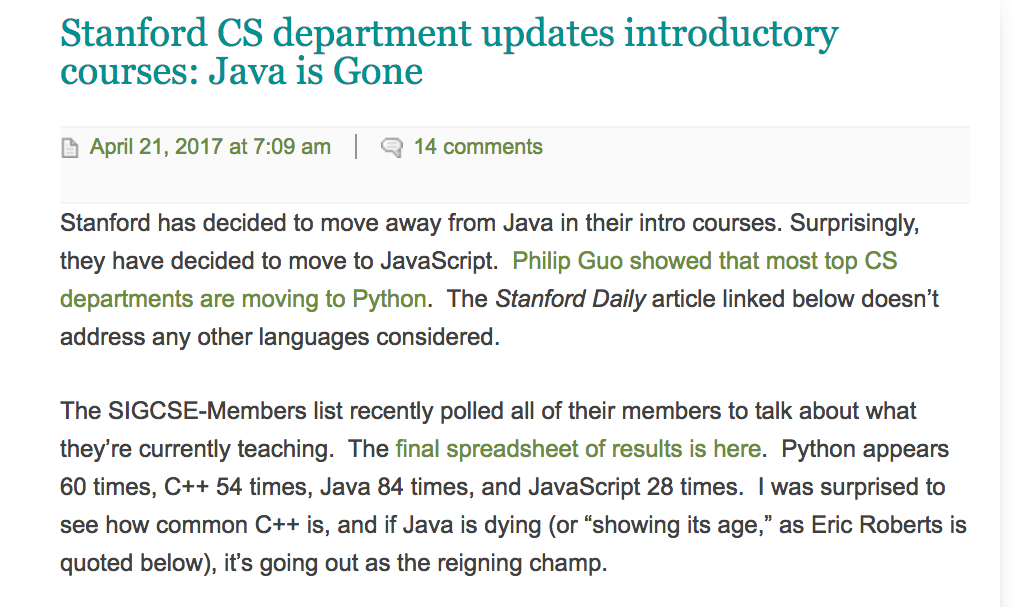 Stanford CS department updates introductory
courses: Java is Gone
April 21, 2017 at 7:09 am | 14 comments
Stanford has decided to move away from Java in their intro courses. Surprisingly,
they have decided to move to JavaScript.  Philip Guo showed that most top CS
departments are moving to Python.  The Stanford Daily article linked below doesn’t
address any other languages considered.
The SIGCSE-Members list recently polled all of their members to talk about what
they’re currently teaching.  The final spreadsheet of results is here.  Python appears
60 times, C++ 54 times, Java 84 times, and JavaScript 28 times.  I was surprised to
see how common C++ is, and if Java is dying (or “showing its age,” as Eric Roberts is
quoted below), it’s going out as the reigning champ.